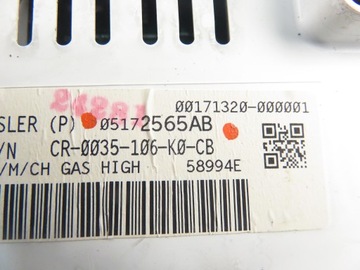 00171320-000001
SLER (P) 05172565AB
/N CR-0035-106-K0-CB
/M/CH GAS HIGH 58994E